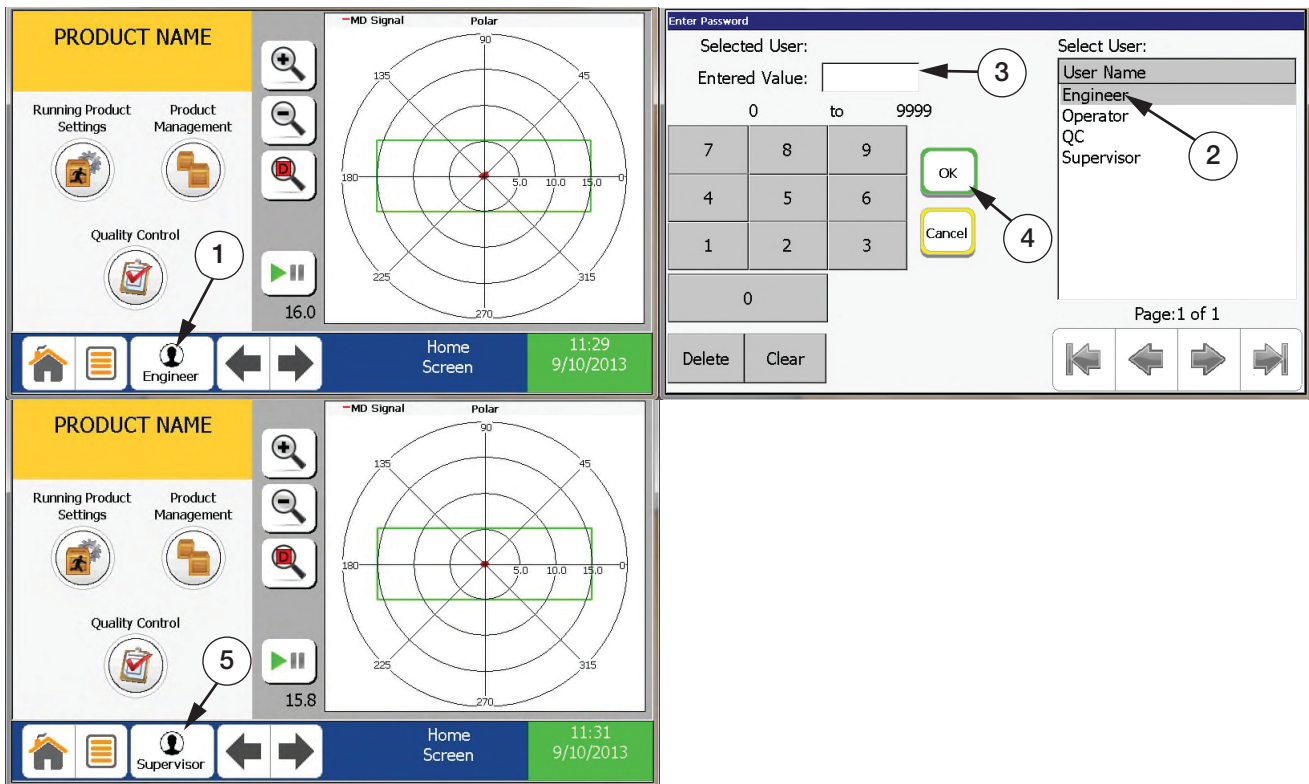 PRODUCT NAME
Running Product
Settings
Product
Management
Quality Control
1
16.0
MD Signal
Polar
90
135
45
180
5.0
10.0
15.0
0
225
315
270
Engineer
Home
Screen
11:29
9/10/2013
Enter Password
Selected User:
Entered Value:
3
0 to 9999
7
8
9
4
5
6
1
2
3
0
Delete
Clear
OK
Cancel
4
Select User:
User Name
Engineer
Operator
QC
Supervisor
2
Page:1 of 1
PRODUCT NAME
Running Product
Settings
Product
Management
Quality Control
5
15.8
MD Signal
Polar
90
135
45
180
5.0
10.0
15.0
0
225
315
270
Supervisor
Home
Screen
11:31
9/10/2013
D
D